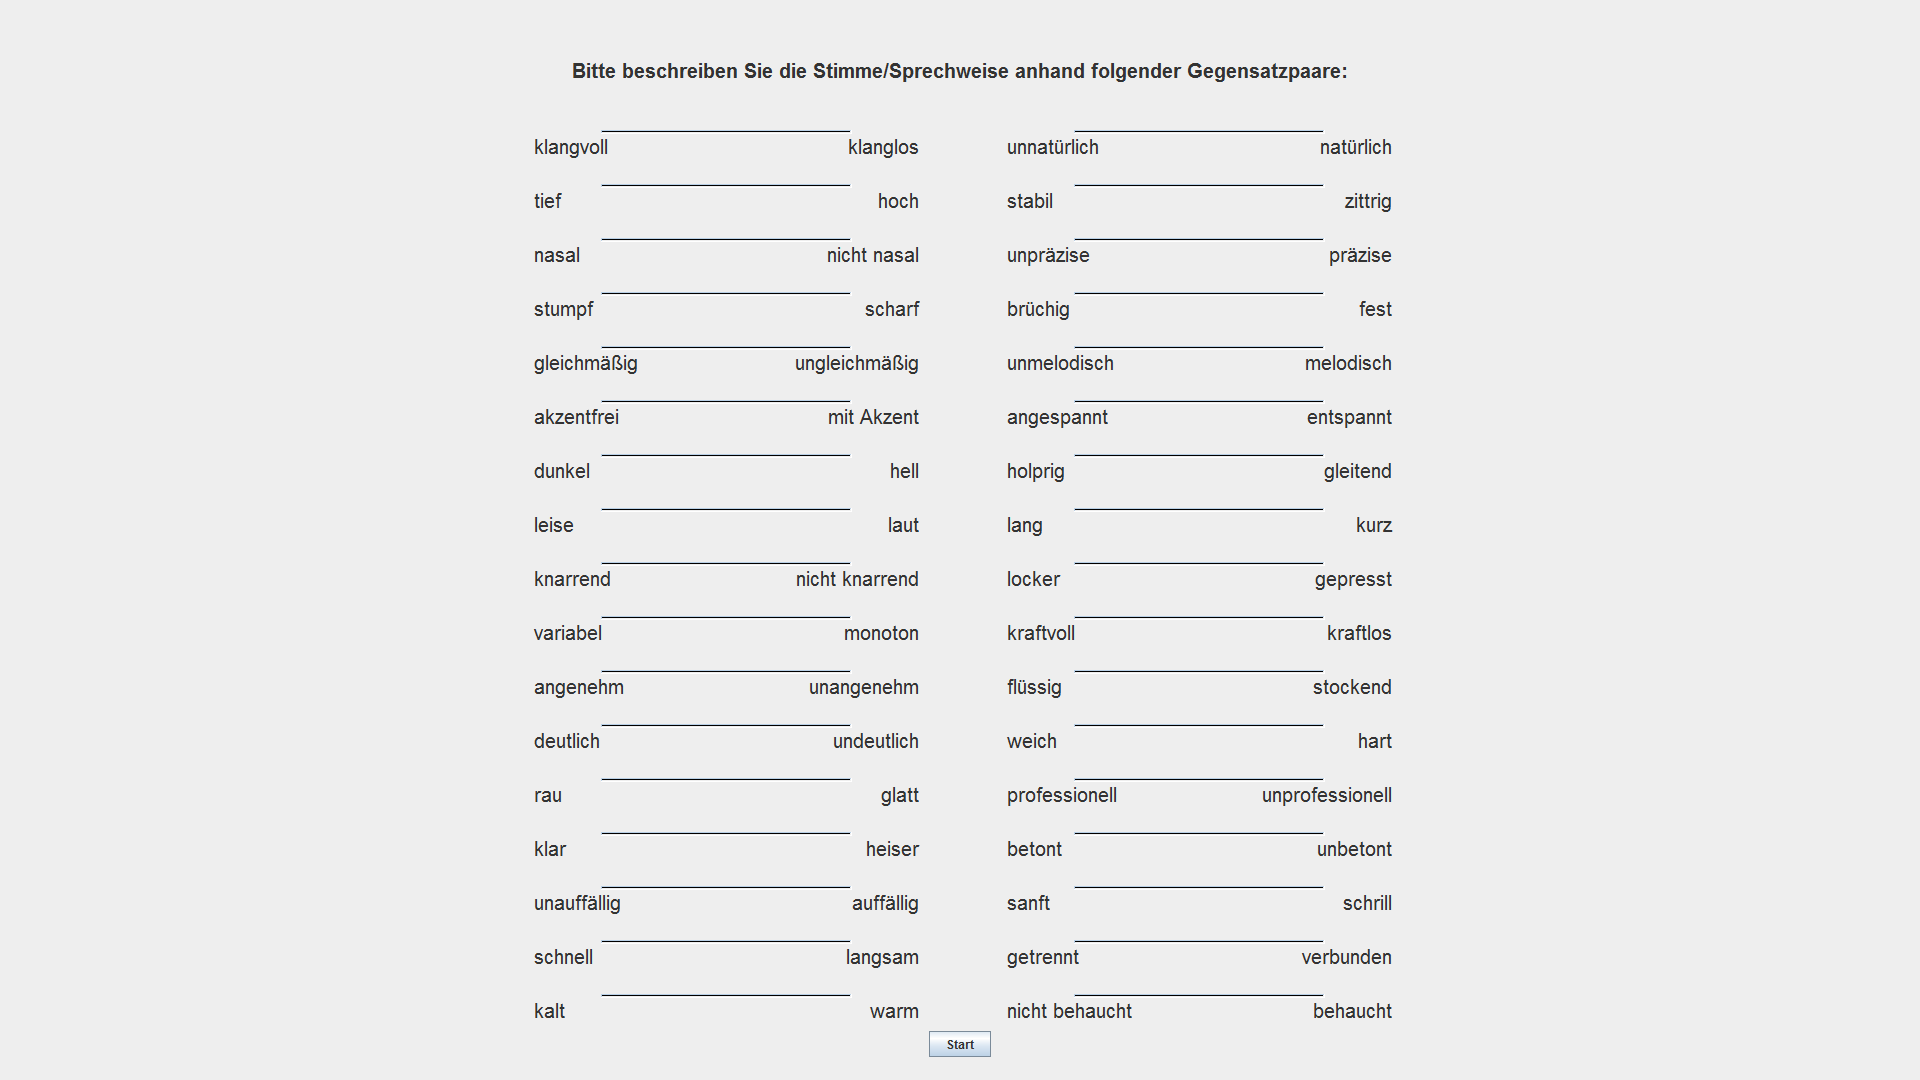 Bitte beschreiben Sie die Stimme/Sprechweise anhand folgender Gegensatzpaare:
klangvoll klanglos unnatürlich natürlich
tief hoch stabil zittrig
nasal nicht nasal unpräzise präzise
stumpf scharf brüchig fest
gleichmäßig ungleichmäßig unmelodisch melodisch
akzentfrei mit Akzent angespannt entspannt
dunkel hell holprig gleitend
leise laut lang kurz
knarrend nicht knarrend locker gepresst
variabel monoton kraftvoll kraftlos
angenehm unangenehm flüssig stockend
deutlich undeutlich weich hart
rau glatt professionell unprofessionell
klar heiser betont unbetont
unauffällig auffällig sanft schrill
schnell langsam getrennt verbunden
kalt warm nicht behaucht behaucht
Start